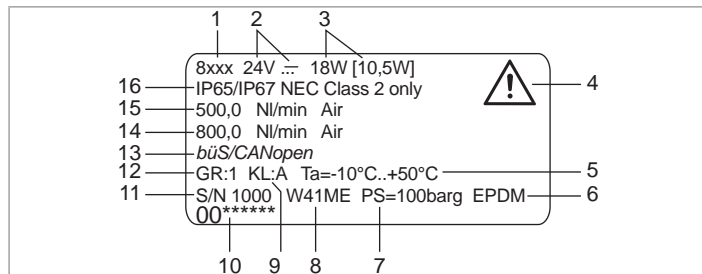 1 2 3
8xxx 24V ⎓ 18W [10,5W]
4
16 IP65/IP67 NEC Class 2 only
15 500,0 Nl/min Air
14 800,0 Nl/min Air
13 büS/CANopen
12 GR:1 KL:A Ta=-10°C..+50°C 5
11 S/N 1000 W41ME PS=100barg EPDM 6
00******
10 9 8 7